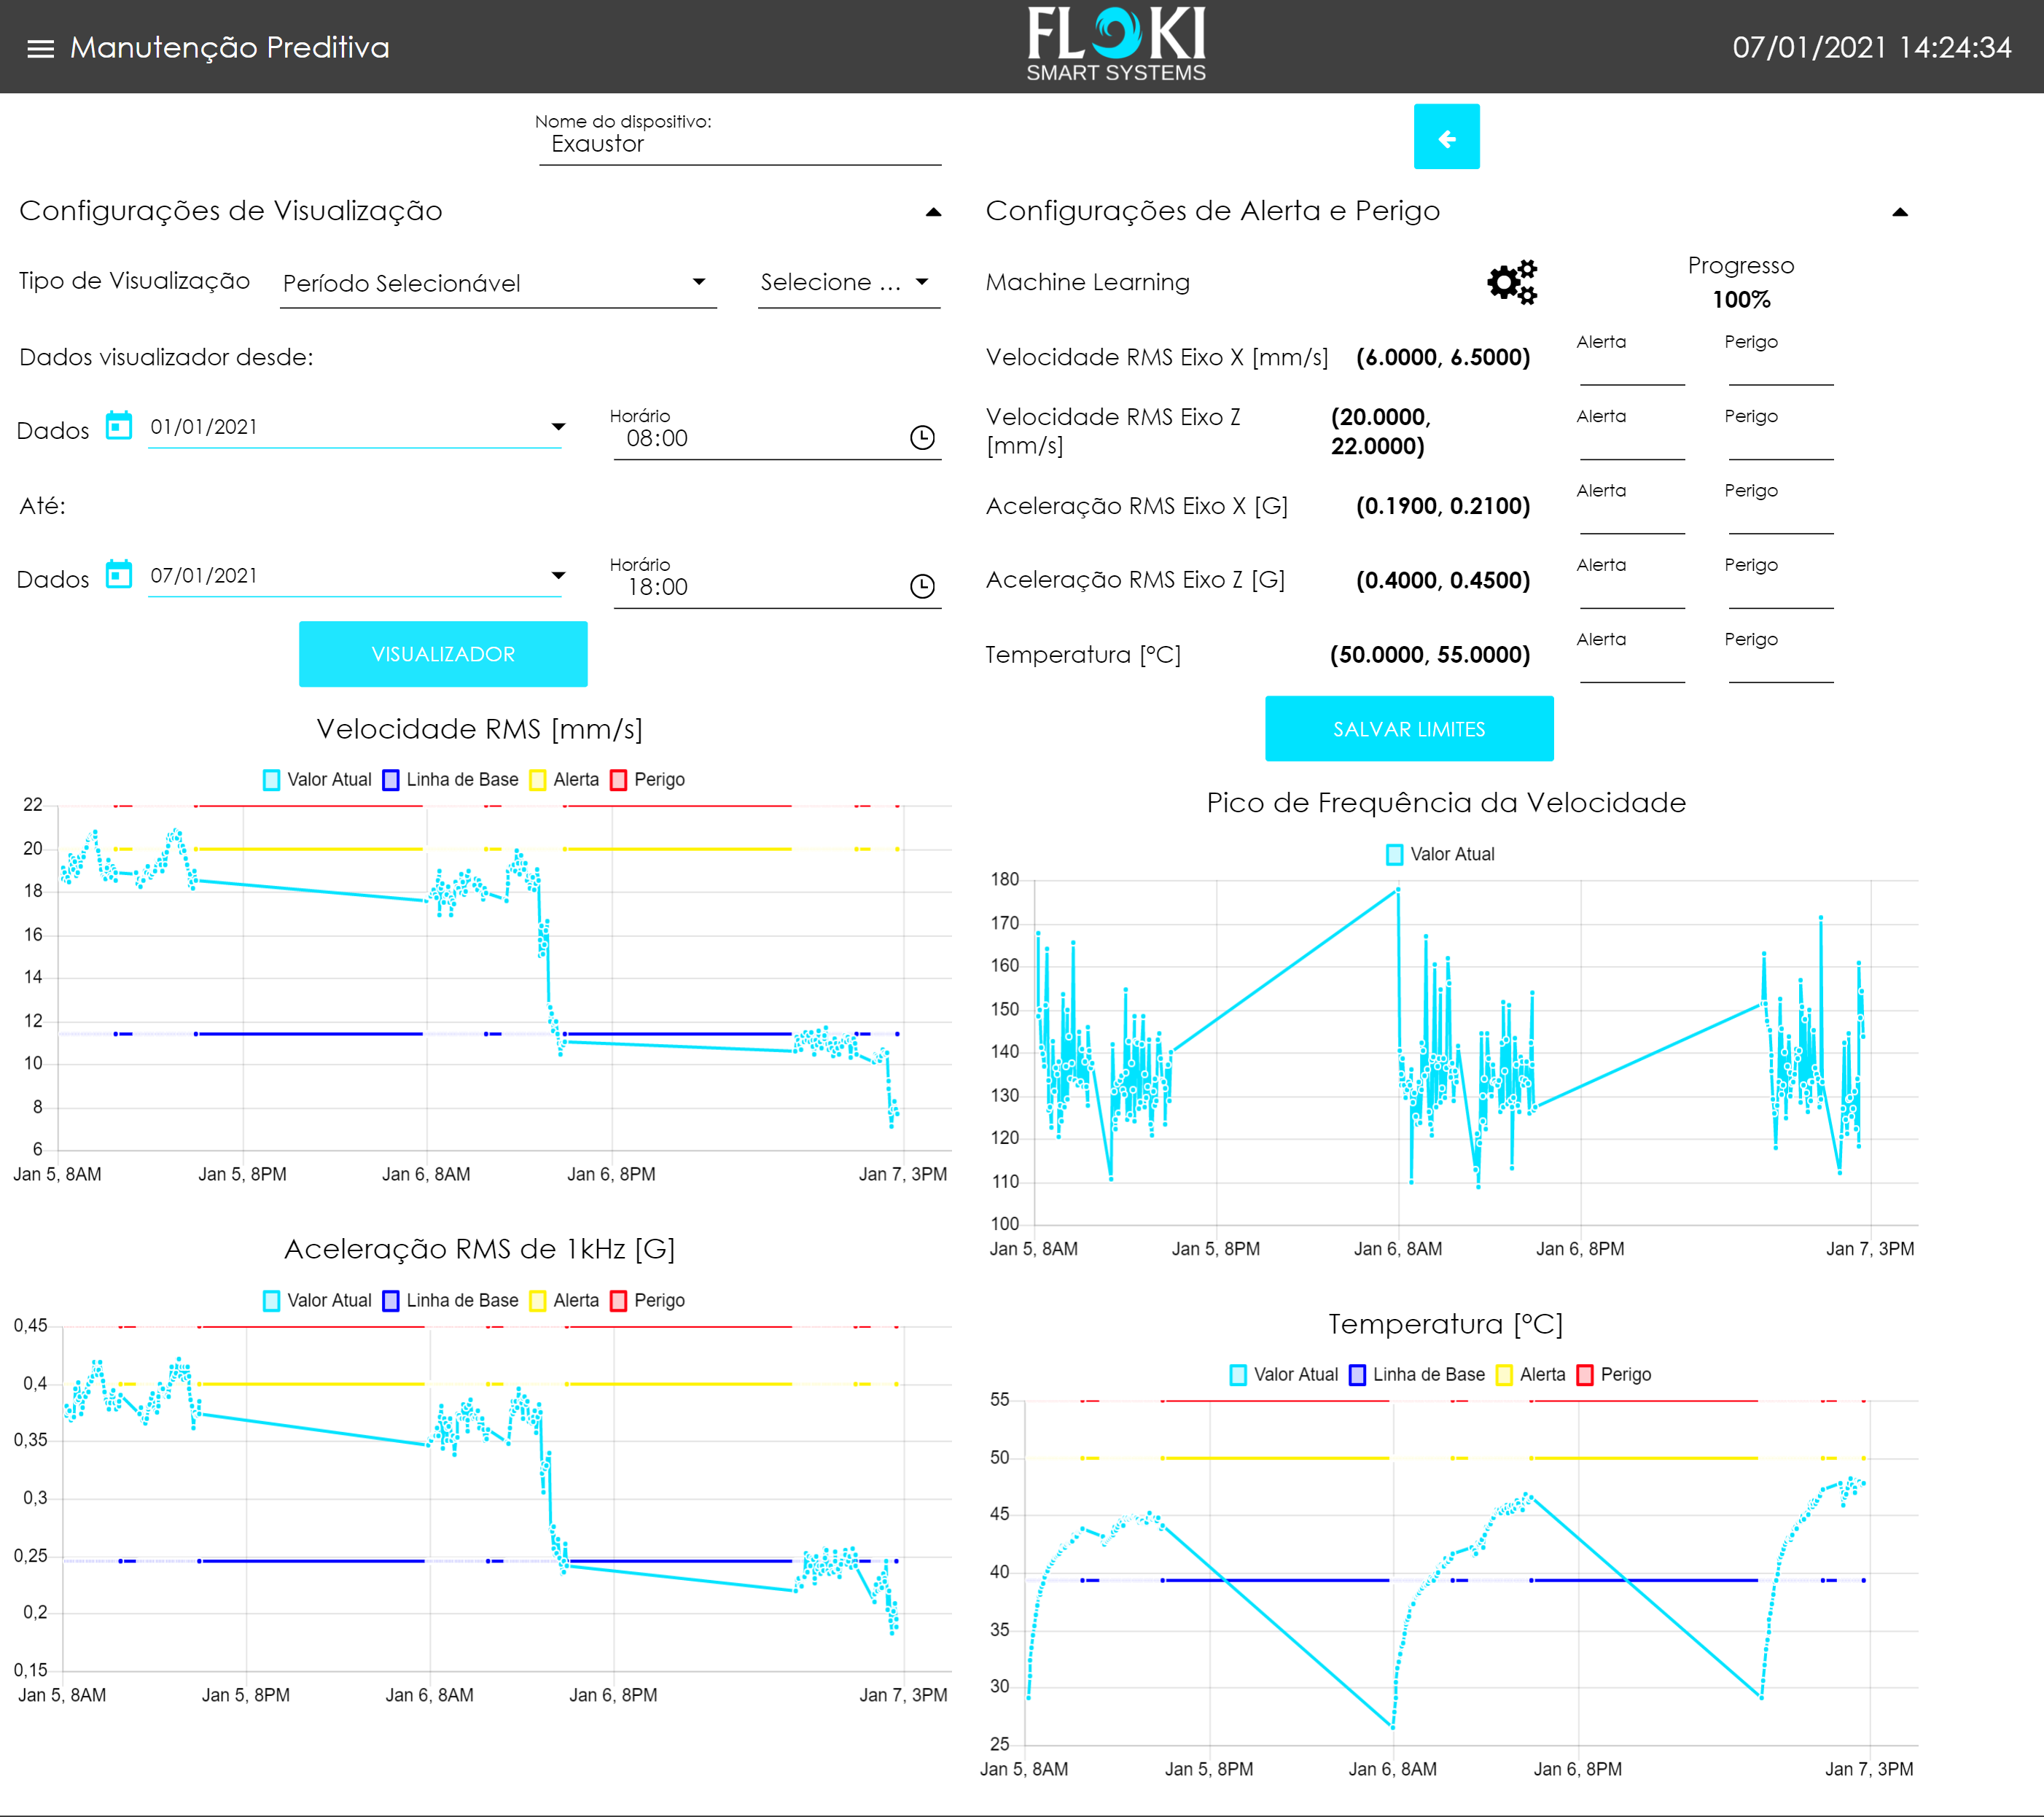 Manutenção Preditiva
FLOKI
SMART SYSTEMS
07/01/2021 14:24:34
Nome do dispositivo:
Exaustor
Configurações de Visualização
Tipo de Visualização
Período Selecionável
Selecione ...
Dados visualizador desde:
Dados
01/01/2021
Horário
08:00
Até:
Dados
07/01/2021
Horário
18:00
VISUALIZADOR
Configurações de Alerta e Perigo
Machine Learning
Progresso
100%
Velocidade RMS Eixo X [mm/s] (6.0000, 6.5000) Alerta Perigo
Velocidade RMS Eixo Z
[mm/s]
(20.0000,
22.0000)
Alerta Perigo
Aceleração RMS Eixo X [G] (0.1900, 0.2100) Alerta Perigo
Aceleração RMS Eixo Z [G] (0.4000, 0.4500) Alerta Perigo
Temperatura [ºC] (50.0000, 55.0000) Alerta Perigo
SALVAR LIMITES
Velocidade RMS [mm/s]
Valor Atual Linha de Base Alerta Perigo
22
20
18
16
14
12
10
8
6
Jan 5, 8AM Jan 5, 8PM Jan 6, 8AM Jan 6, 8PM Jan 7, 3PM
Pico de Frequência da Velocidade
Valor Atual
180
170
160
150
140
130
120
110
100
Jan 5, 8AM Jan 5, 8PM Jan 6, 8AM Jan 6, 8PM Jan 7, 3PM
Aceleração RMS de 1kHz [G]
Valor Atual Linha de Base Alerta Perigo
0,45
0,4
0,35
0,3
0,25
0,2
0,15
Jan 5, 8AM Jan 5, 8PM Jan 6, 8AM Jan 6, 8PM Jan 7, 3PM
Temperatura [ºC]
Valor Atual Linha de Base Alerta Perigo
55
50
45
40
35
30
25
Jan 5, 8AM Jan 5, 8PM Jan 6, 8AM Jan 6, 8PM Jan 7, 3PM